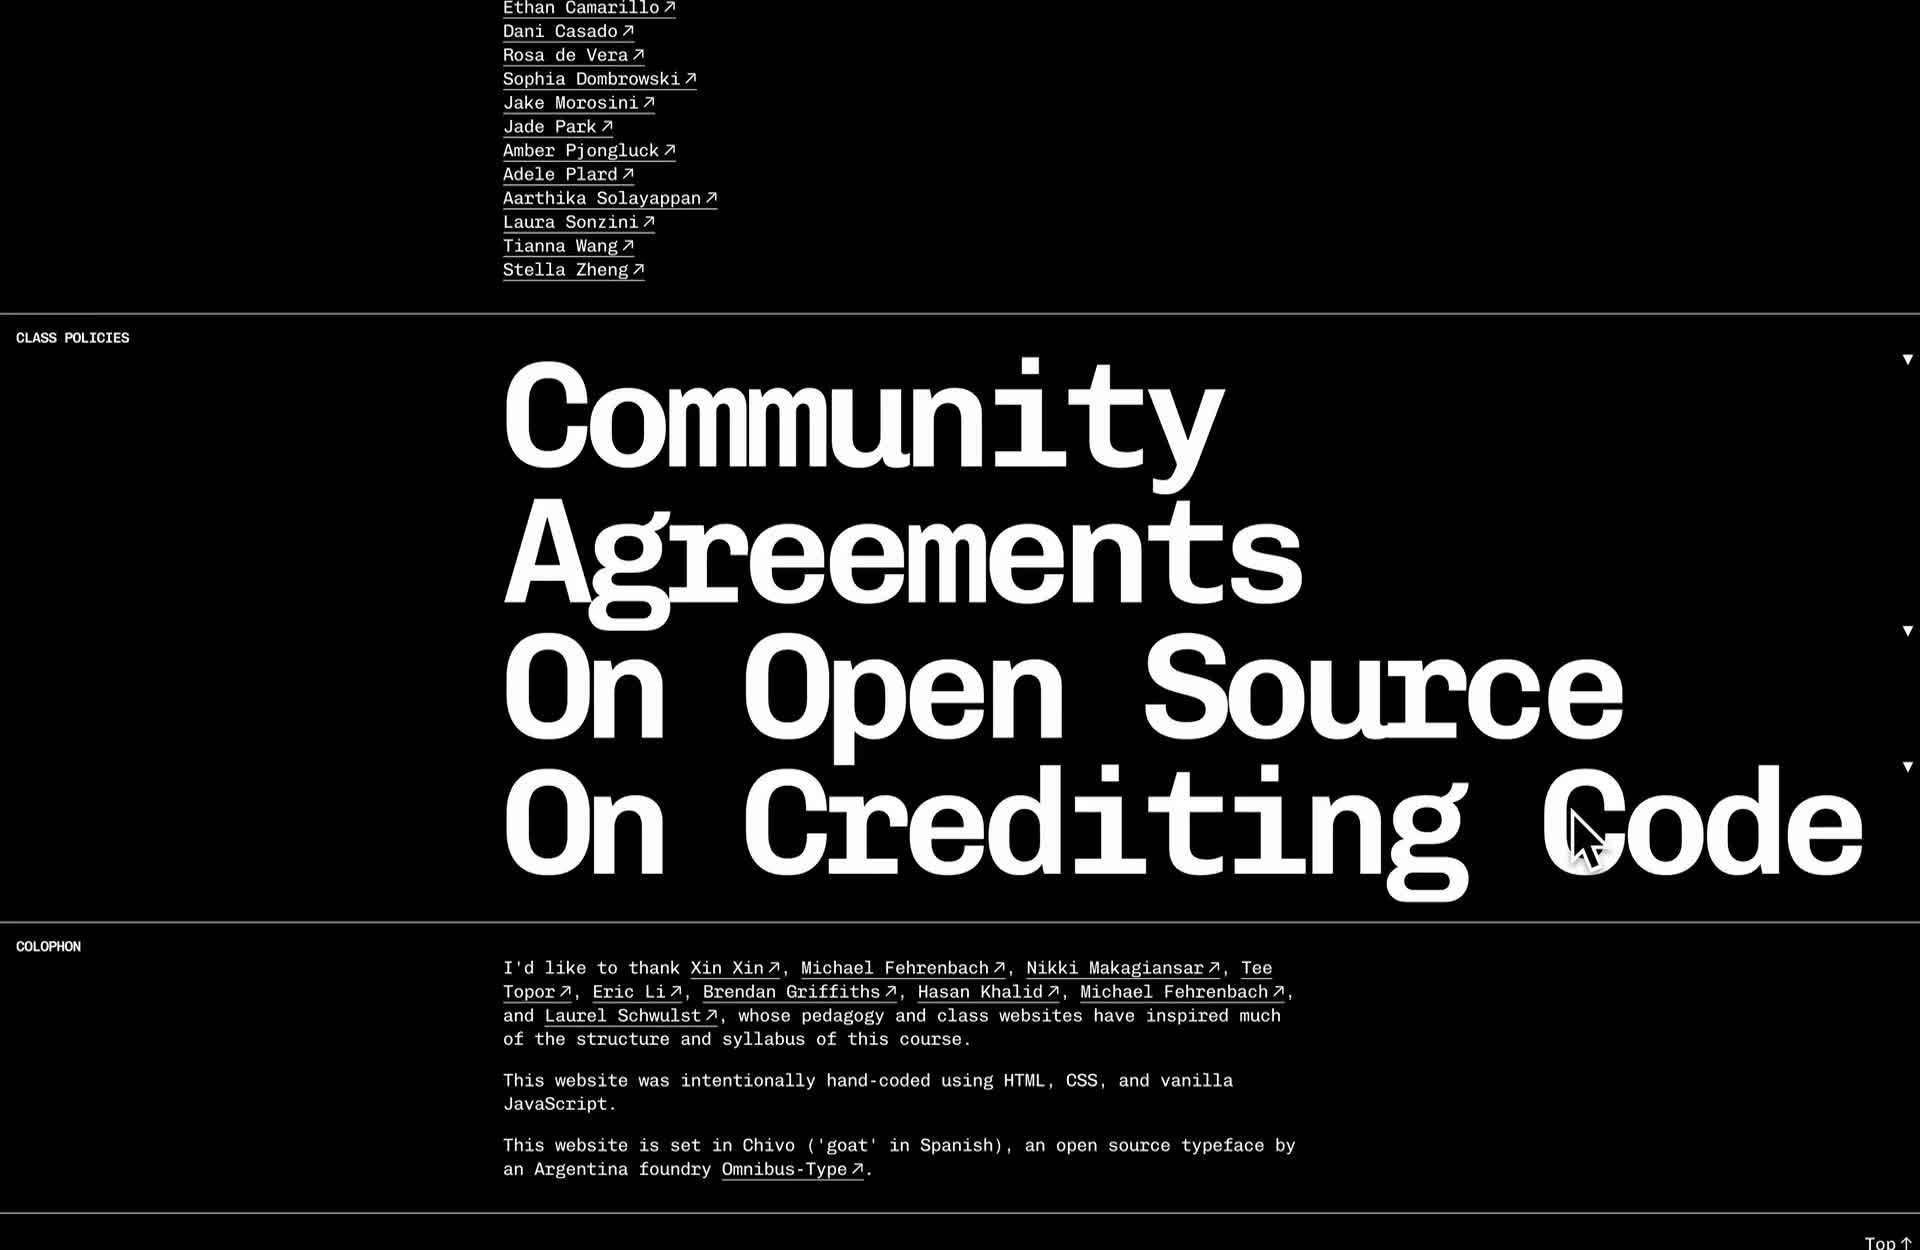 Ethan Camarillo↗
Dani Casado↗
Rosa de Vera↗
Sophia Dombrowski↗
Jake Morosini↗
Jade Park↗
Amber Pjongluck↗
Adele Plard↗
Aarthika Solayappan↗
Laura Sonzini↗
Tianna Wang↗
Stella Zheng↗
CLASS POLICIES
Community ▼
Agreements
On Open Source ▼
On Crediting Code ▼
COLOPHON
I'd like to thank Xin Xin↗, Michael Fehrenbach↗, Nikki Makagiansar↗, Tee
Topor↗, Eric Li↗, Brendan Griffiths↗, Hasan Khalid↗, Michael Fehrenbach↗,
and Laurel Schwulst↗, whose pedagogy and class websites have inspired much
of the structure and syllabus of this course.
This website was intentionally hand-coded using HTML, CSS, and vanilla
JavaScript.
This website is set in Chivo ('goat' in Spanish), an open source typeface by
an Argentina foundry Omnibus-Type↗.
Top↑